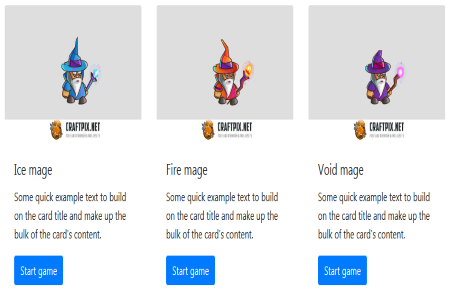 CRAFTPIX.NET
CRAFTPIX.NET
CRAFTPIX.NET
Ice mage
Some quick example text to build
on the card title and make up the
bulk of the card's content.
Start game
Fire mage
Some quick example text to build
on the card title and make up the
bulk of the card's content.
Start game
Void mage
Some quick example text to build
on the card title and make up the
bulk of the card's content.
Start game